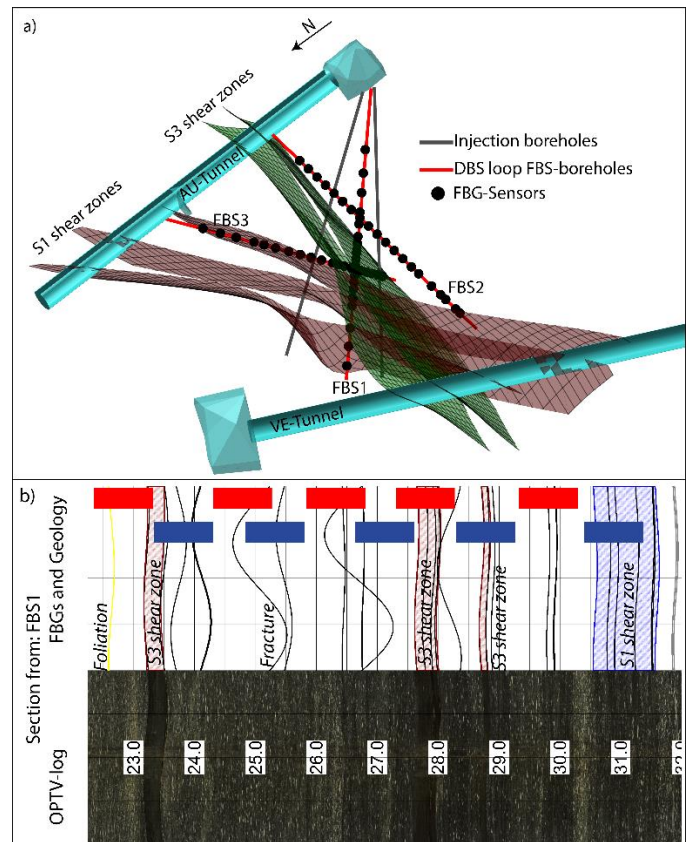 a)
N
S3 shear zones
AU-Tunnel
S1 shear zones
FBS3
Injection boreholes
DBS loop FBS-boreholes
FBG-Sensors
FBS2
FBS1
VE-Tunnel
b)
Section from: FBS1
FBGs and Geology
OPTV-log
Foliation
S3 shear zone
Fracture
S3 shear zone
S3 shear zone
S1 shear zone
23.0
24.0
25.0
26.0
27.0
28.0
29.0
30.0
31.0
32.0